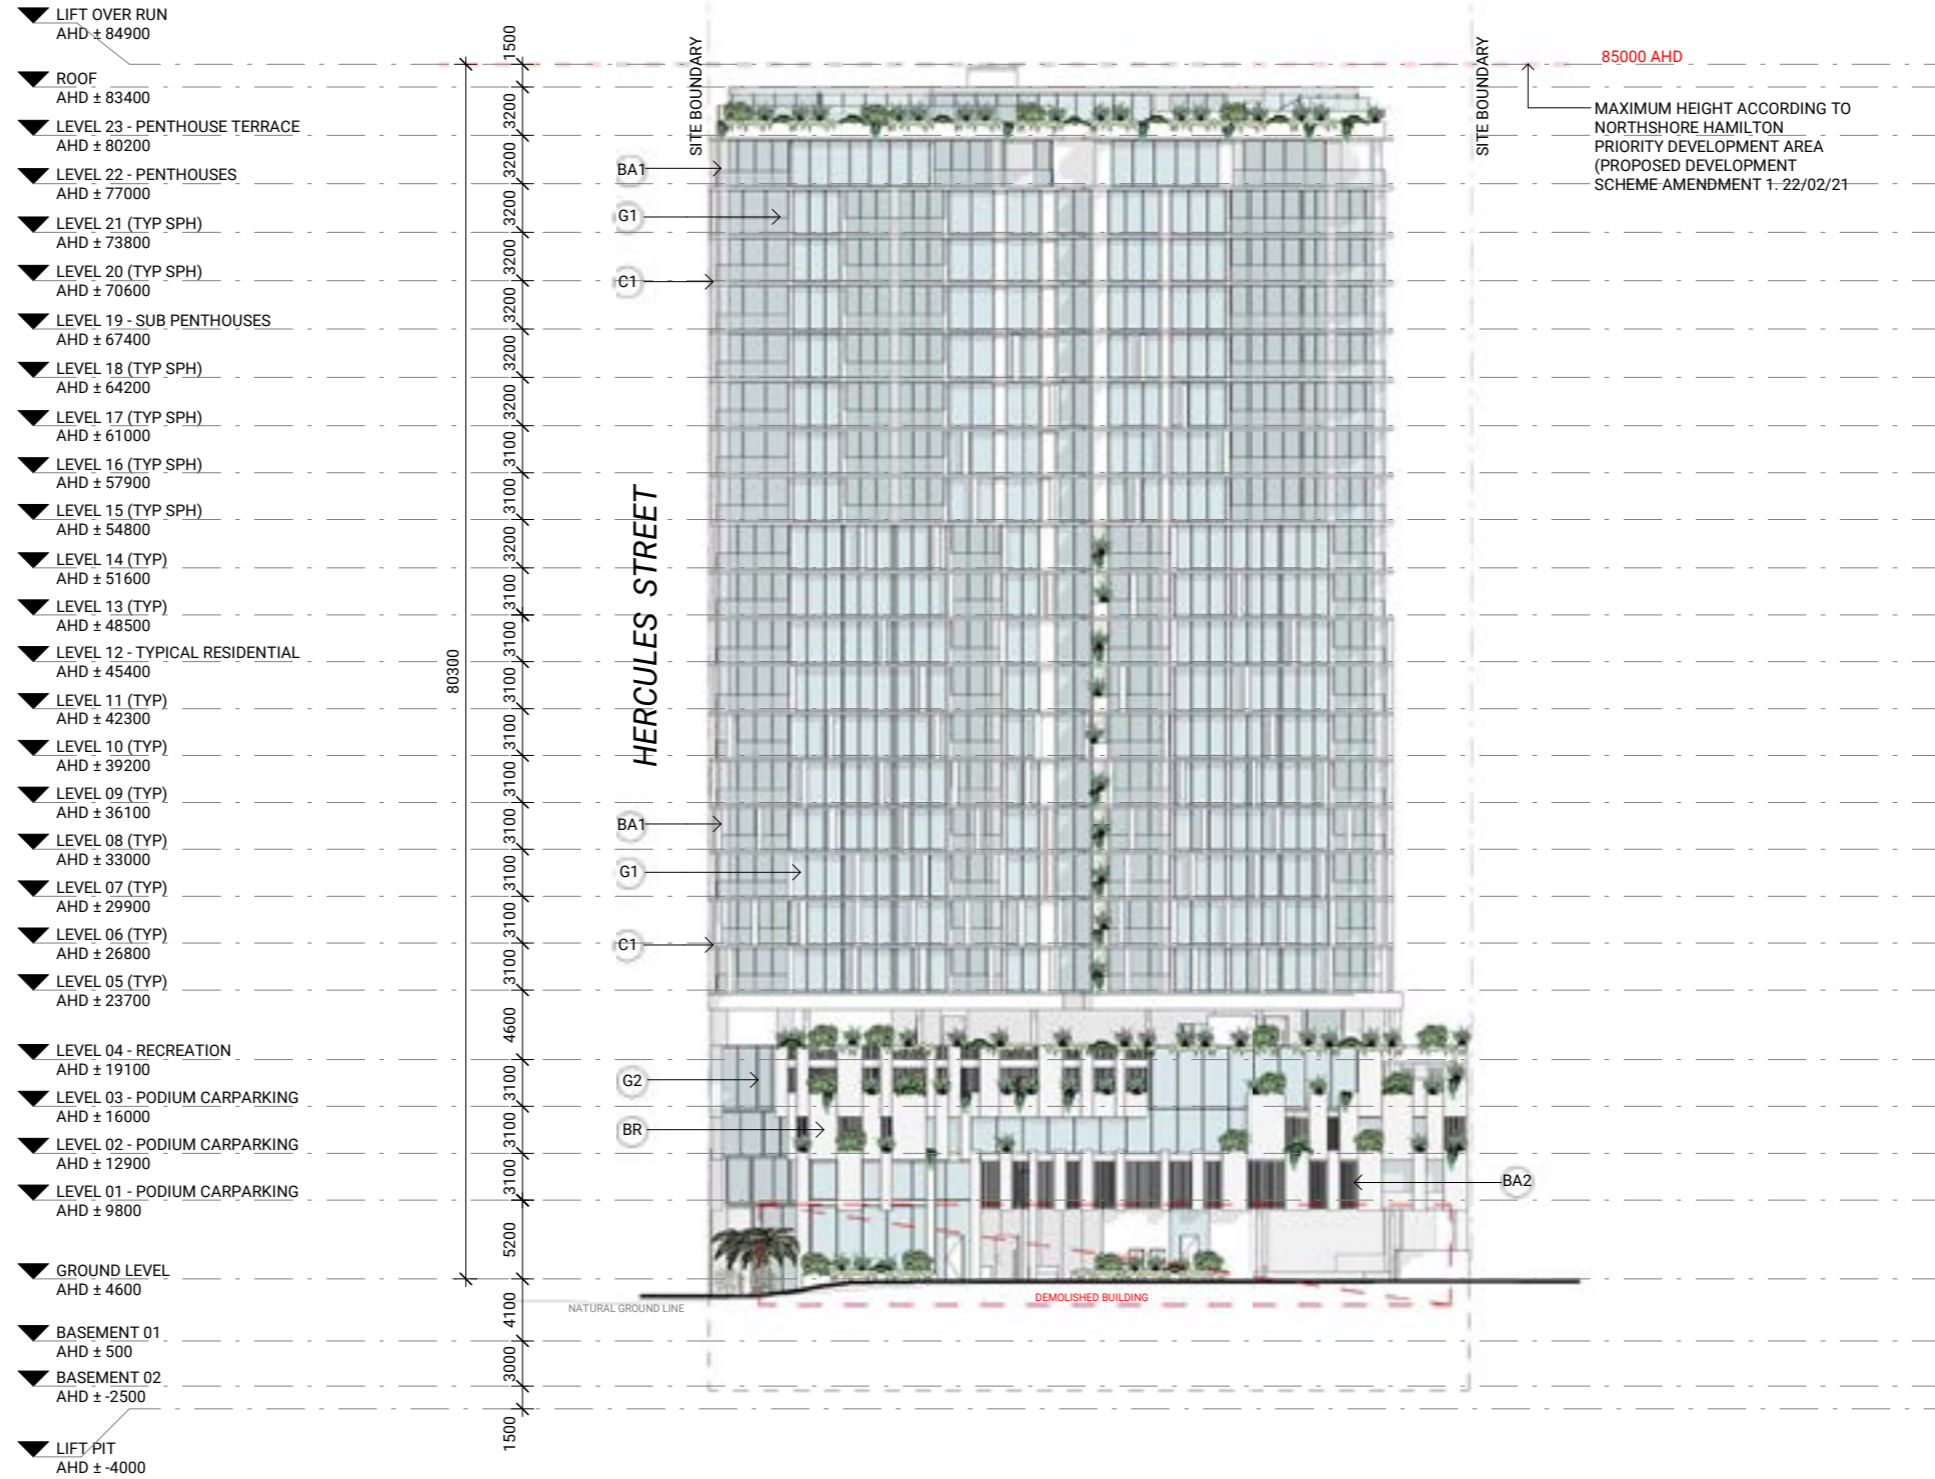 LIFT OVER RUN
AHD ± 84900
ROOF
AHD ± 83400
LEVEL 23 - PENTHOUSE TERRACE
AHD ± 80200
LEVEL 22 - PENTHOUSES
AHD ± 77000
LEVEL 21 (TYP SPH)
AHD ± 73800
LEVEL 20 (TYP SPH)
AHD ± 70600
LEVEL 19 - SUB PENTHOUSES
AHD ± 67400
LEVEL 18 (TYP SPH)
AHD ± 64200
LEVEL 17 (TYP SPH)
AHD ± 61000
LEVEL 16 (TYP SPH)
AHD ± 57900
LEVEL 15 (TYP SPH)
AHD ± 54800
LEVEL 14 (TYP)
AHD ± 51600
LEVEL 13 (TYP)
AHD ± 48500
LEVEL 12 - TYPICAL RESIDENTIAL
AHD ± 45400
LEVEL 11 (TYP)
AHD ± 42300
LEVEL 10 (TYP)
AHD ± 39200
LEVEL 09 (TYP)
AHD ± 36100
LEVEL 08 (TYP)
AHD ± 33000
LEVEL 07 (TYP)
AHD ± 29900
LEVEL 06 (TYP)
AHD ± 26800
LEVEL 05 (TYP)
AHD ± 23700
LEVEL 04 - RECREATION
AHD ± 19100
LEVEL 03 - PODIUM CARPARKING
AHD ± 16000
LEVEL 02 - PODIUM CARPARKING
AHD ± 12900
LEVEL 01 - PODIUM CARPARKING
AHD ± 9800
GROUND LEVEL
AHD ± 4600
BASEMENT 01
AHD ± 500
BASEMENT 02
AHD ± -2500
LIFT PIT
AHD ± -4000
80300
1500
3200
3200
3200
3200
3200
3200
3200
3100
3100
3200
3100
3100
3100
3100
3100
3100
3100
3100
3100
4600
3100
3100
3100
5200
4100
3000
1500
HERCULES STREET
SITE BOUNDARY
BA1
G1
C1
BA1
G1
C1
G2
BR
BA2
NATURAL GROUND LINE
DEMOLISHED BUILDING
SITE BOUNDARY
85000 AHD
MAXIMUM HEIGHT ACCORDING TO
NORTHSHORE HAMILTON
PRIORITY DEVELOPMENT AREA
(PROPOSED DEVELOPMENT
SCHEME AMENDMENT 1. 22/02/21